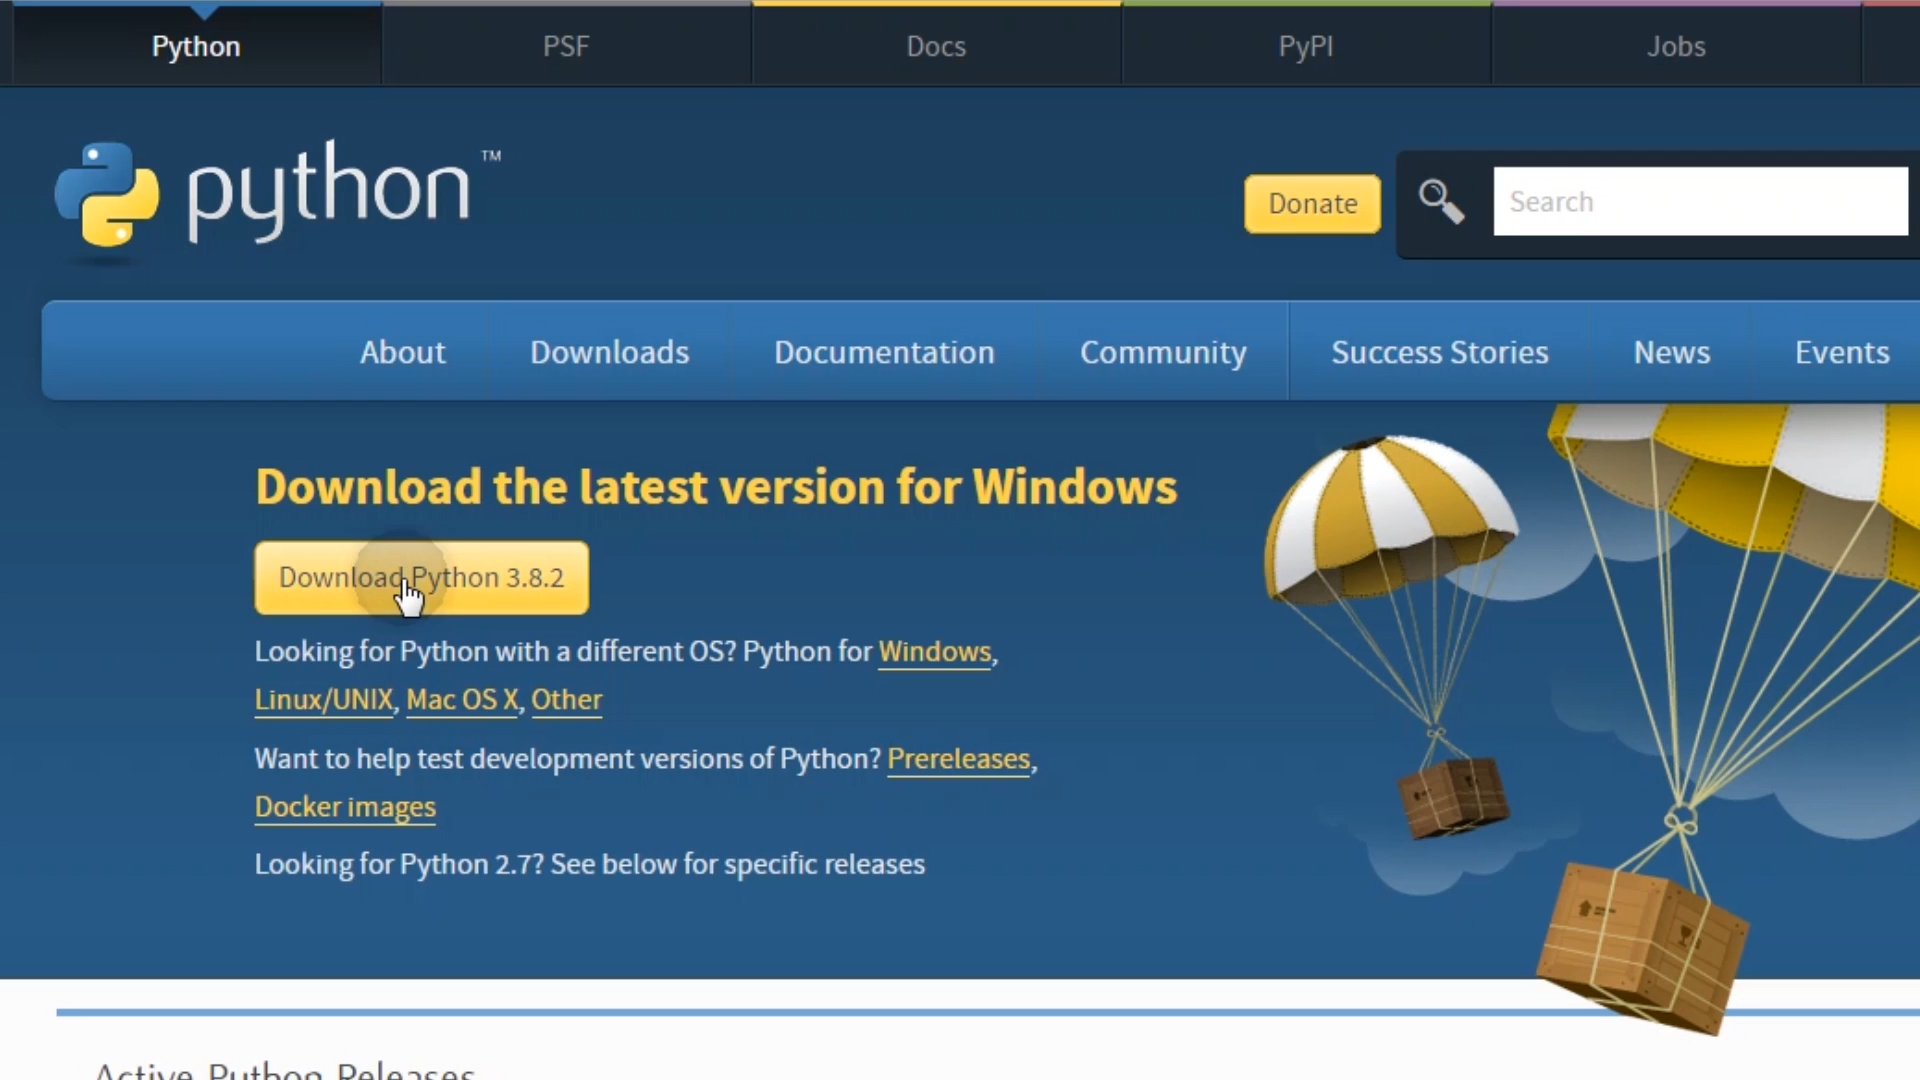 Python PSF Docs PyPI Jobs
python™
Donate Search
About Downloads Documentation Community Success Stories News Events
Download the latest version for Windows
Download Python 3.8.2
Looking for Python with a different OS? Python for Windows,
Linux/UNIX, Mac OS X, Other
Want to help test development versions of Python? Prereleases,
Docker images
Looking for Python 2.7? See below for specific releases
Active Python Releases